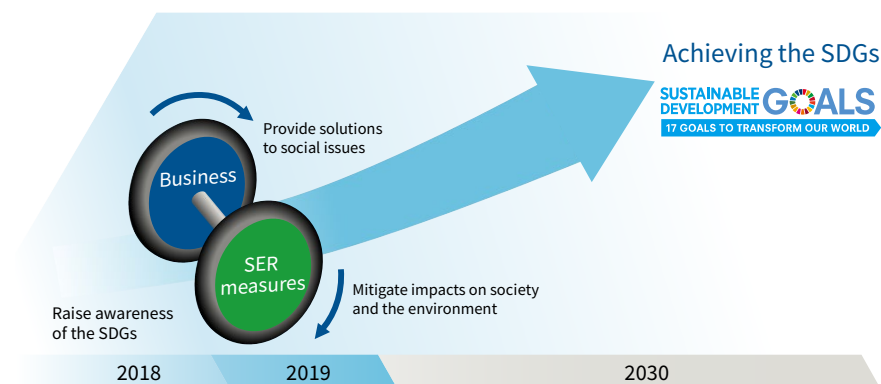 Achieving the SDGs
SUSTAINABLE
DEVELOPMENT GOALS
17 GOALS TO TRANSFORM OUR WORLD
Provide solutions
to social issues
Business
SER
measures
Mitigate impacts on society
and the environment
Raise awareness
of the SDGs
2018 2019 2030